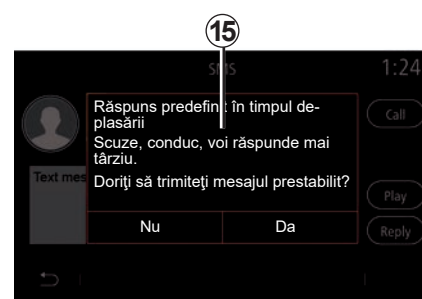 15
SMS
1:24
Răspuns predefinit în timpul de-
plasării
Scuze, conduc, voi răspunde mai
târziu.
Doriţi să trimiteţi mesajul prestabilit?
Nu
Da
Call
Text mes
Play
Reply